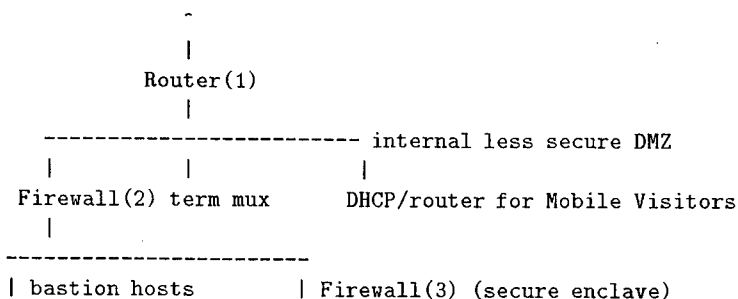 Router(1)
internal less secure DMZ
Firewall(2) term mux DHCP/router for Mobile Visitors
bastion hosts Firewall(3) (secure enclave)